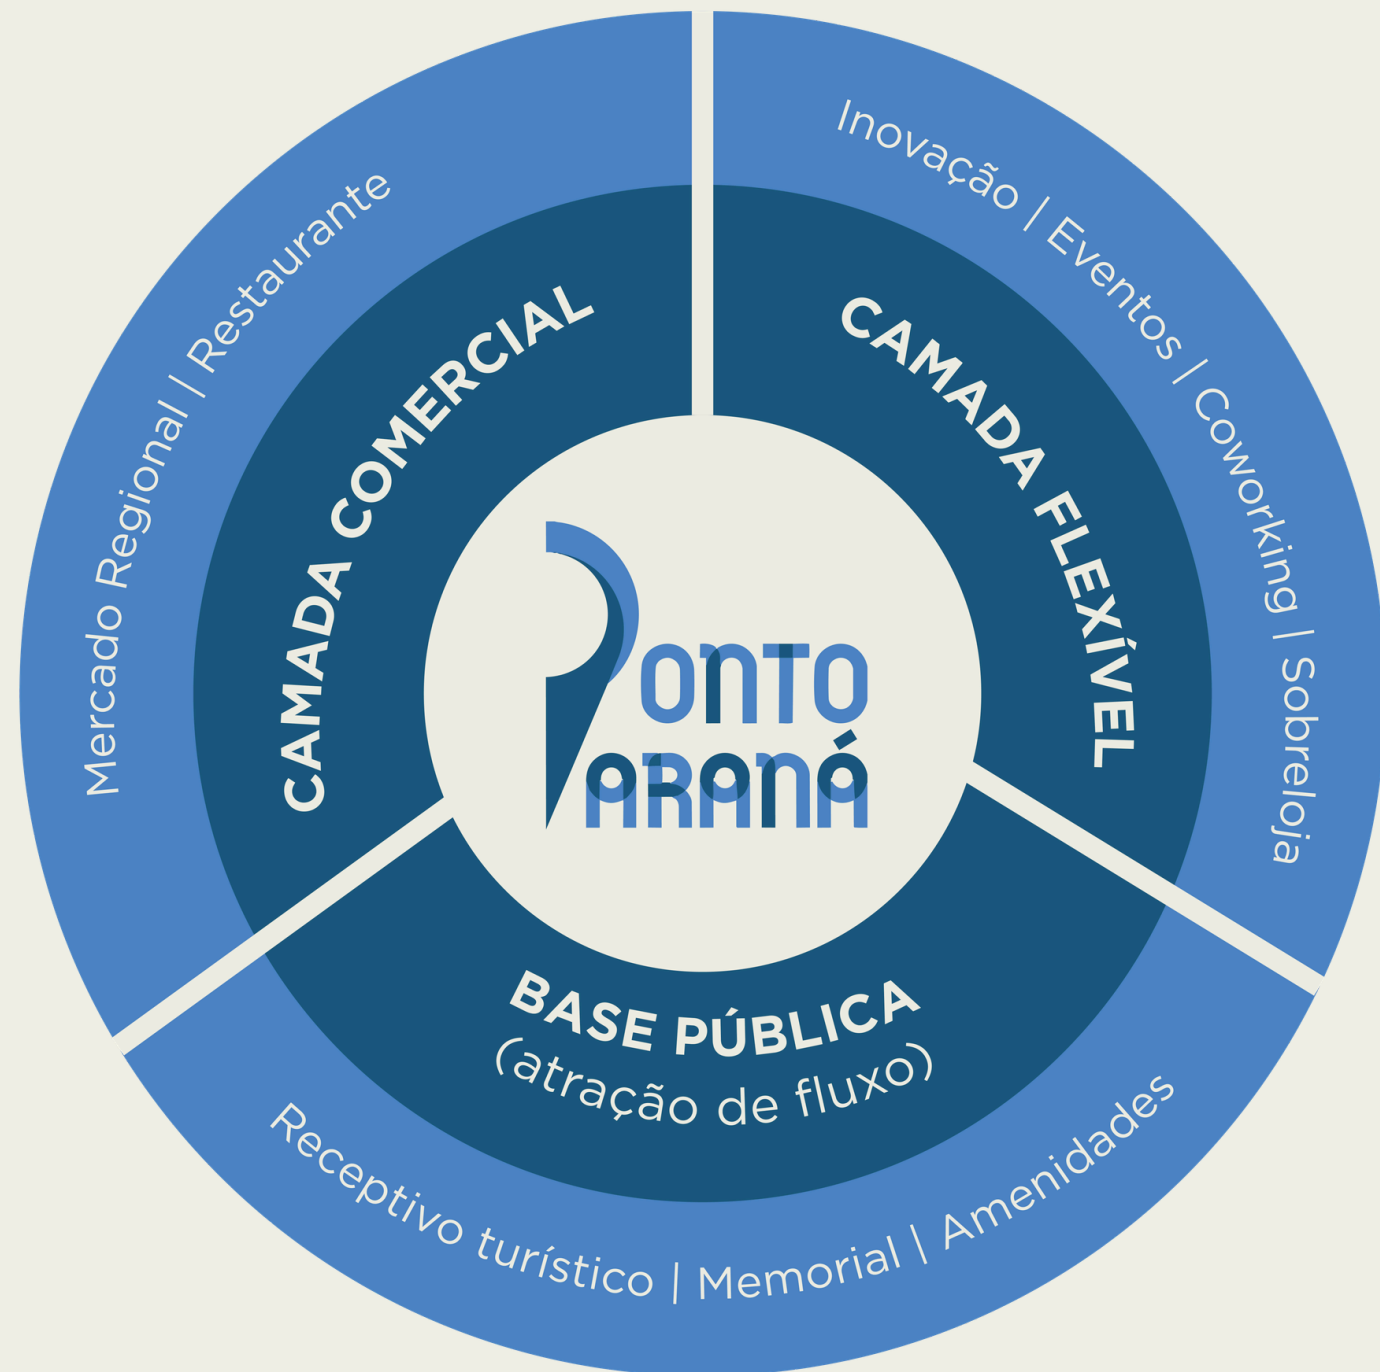 Mercado Regional | Restaurante
CAMADA COMERCIAL
Inovação | Eventos | Coworking | Sobreloja
CAMADA FLEXÍVEL
PONTO
PARANÁ
BASE PÚBLICA
(atração de fluxo)
Receptivo turístico | Memorial | Amenidades